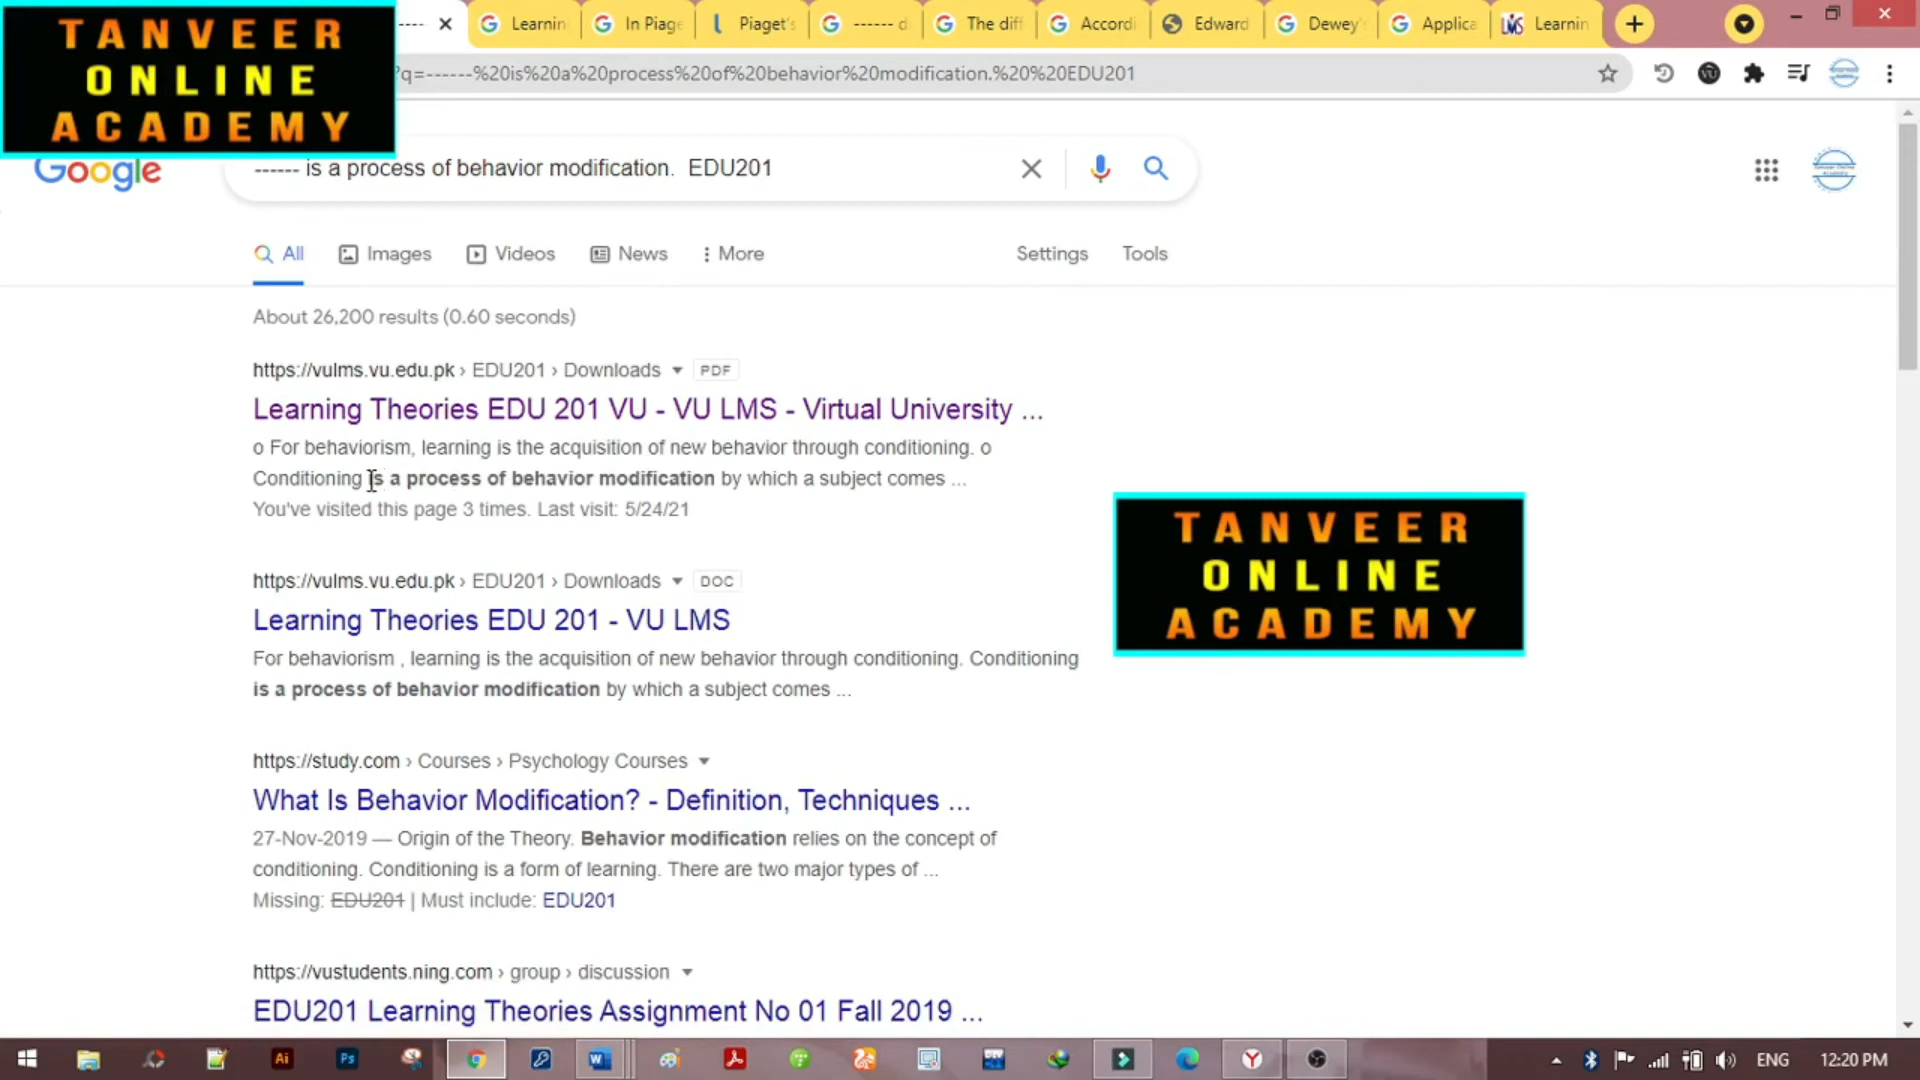 TANVEER
ONLINE
ACADEMY
Learnin
In Piage
Piaget's
------ d
The diff
Accordi
Edward
Dewey'
Applica
LMS Learnin
?q=------%20is%20a%20process%20of%20behavior%20modification.%20%20EDU201
Google
------ is a process of behavior modification. EDU201
All
Images
Videos
News
More
Settings
Tools
About 26,200 results (0.60 seconds)
https://vulms.vu.edu.pk › EDU201 › Downloads PDF
Learning Theories EDU 201 VU - VU LMS - Virtual University ...
o For behaviorism, learning is the acquisition of new behavior through conditioning. o
Conditioning is a process of behavior modification by which a subject comes ...
You've visited this page 3 times. Last visit: 5/24/21
TANVEER
ONLINE
ACADEMY
https://vulms.vu.edu.pk › EDU201 › Downloads DOC
Learning Theories EDU 201 - VU LMS
For behaviorism , learning is the acquisition of new behavior through conditioning. Conditioning
is a process of behavior modification by which a subject comes ...
https://study.com › Courses › Psychology Courses
What Is Behavior Modification? - Definition, Techniques ...
27-Nov-2019 — Origin of the Theory. Behavior modification relies on the concept of
conditioning. Conditioning is a form of learning. There are two major types of ...
Missing: EDU201 | Must include: EDU201
https://vustudents.ning.com › group › discussion
EDU201 Learning Theories Assignment No 01 Fall 2019 ...
Ai
Ps
ENG
12:20 PM